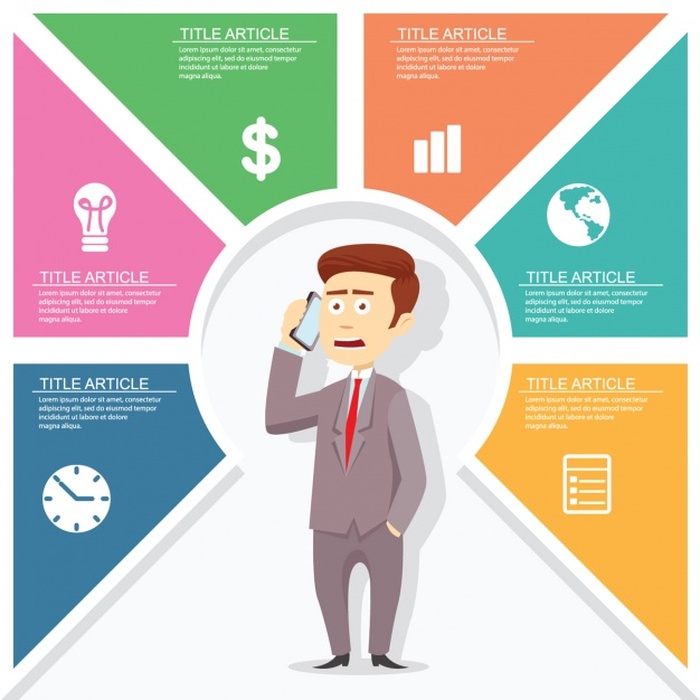 TITLE ARTICLE
Lorem ipsum dolor sit amet, consectetur
adipiscing elit, sed do eiusmod tempor
incididunt ut labore et dolore
magna aliqua.
TITLE ARTICLE
Lorem ipsum dolor sit amet, consectetur
adipiscing elit, sed do eiusmod tempor
incididunt ut labore et dolore
magna aliqua.
TITLE ARTICLE
Lorem ipsum dolor sit amet, consectetur
adipiscing elit, sed do eiusmod tempor
incididunt ut labore et dolore
magna aliqua.
TITLE ARTICLE
Lorem ipsum dolor sit amet, consectetur
adipiscing elit, sed do eiusmod tempor
incididunt ut labore et dolore
magna aliqua.
TITLE ARTICLE
Lorem ipsum dolor sit amet, consectetur
adipiscing elit, sed do eiusmod tempor
incididunt ut labore et dolore
magna aliqua.
TITLE ARTICLE
Lorem ipsum dolor sit amet, consectetur
adipiscing elit, sed do eiusmod tempor
incididunt ut labore et dolore
magna aliqua.